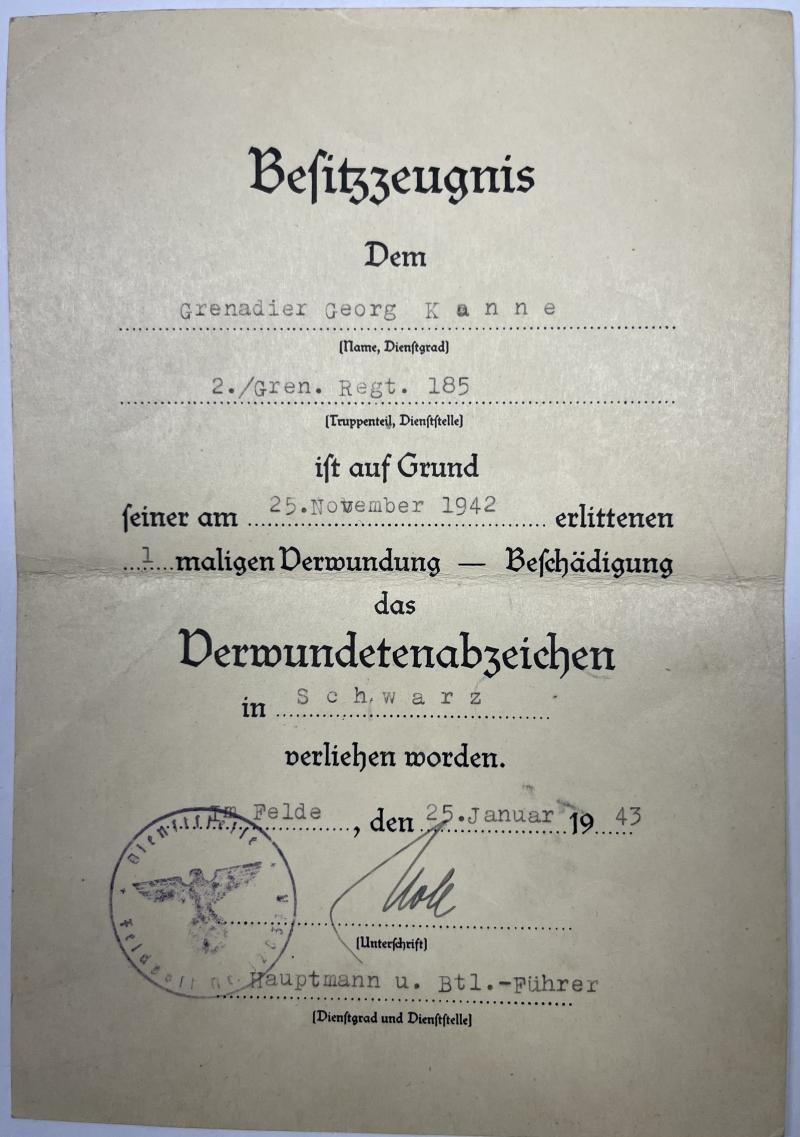 Besitzzeugnis
Dem
Grenadier Georg Kanne
(Name, Dienstgrad)
2./Gren. Regt. 185
(Truppenteil, Dienststelle)
ist auf Grund
seiner am 25.November 1942 erlittenen
1 maligen Verwundung — Beschädigung
das
Verwundetenabzeichen
in Schwarz
verliehen worden.
Im Felde, den 25.Januar 1943
Dienststelle
Feldpost
(Unterschrift)
Hauptmann u. Btl.-Führer
(Dienstgrad und Dienststelle)